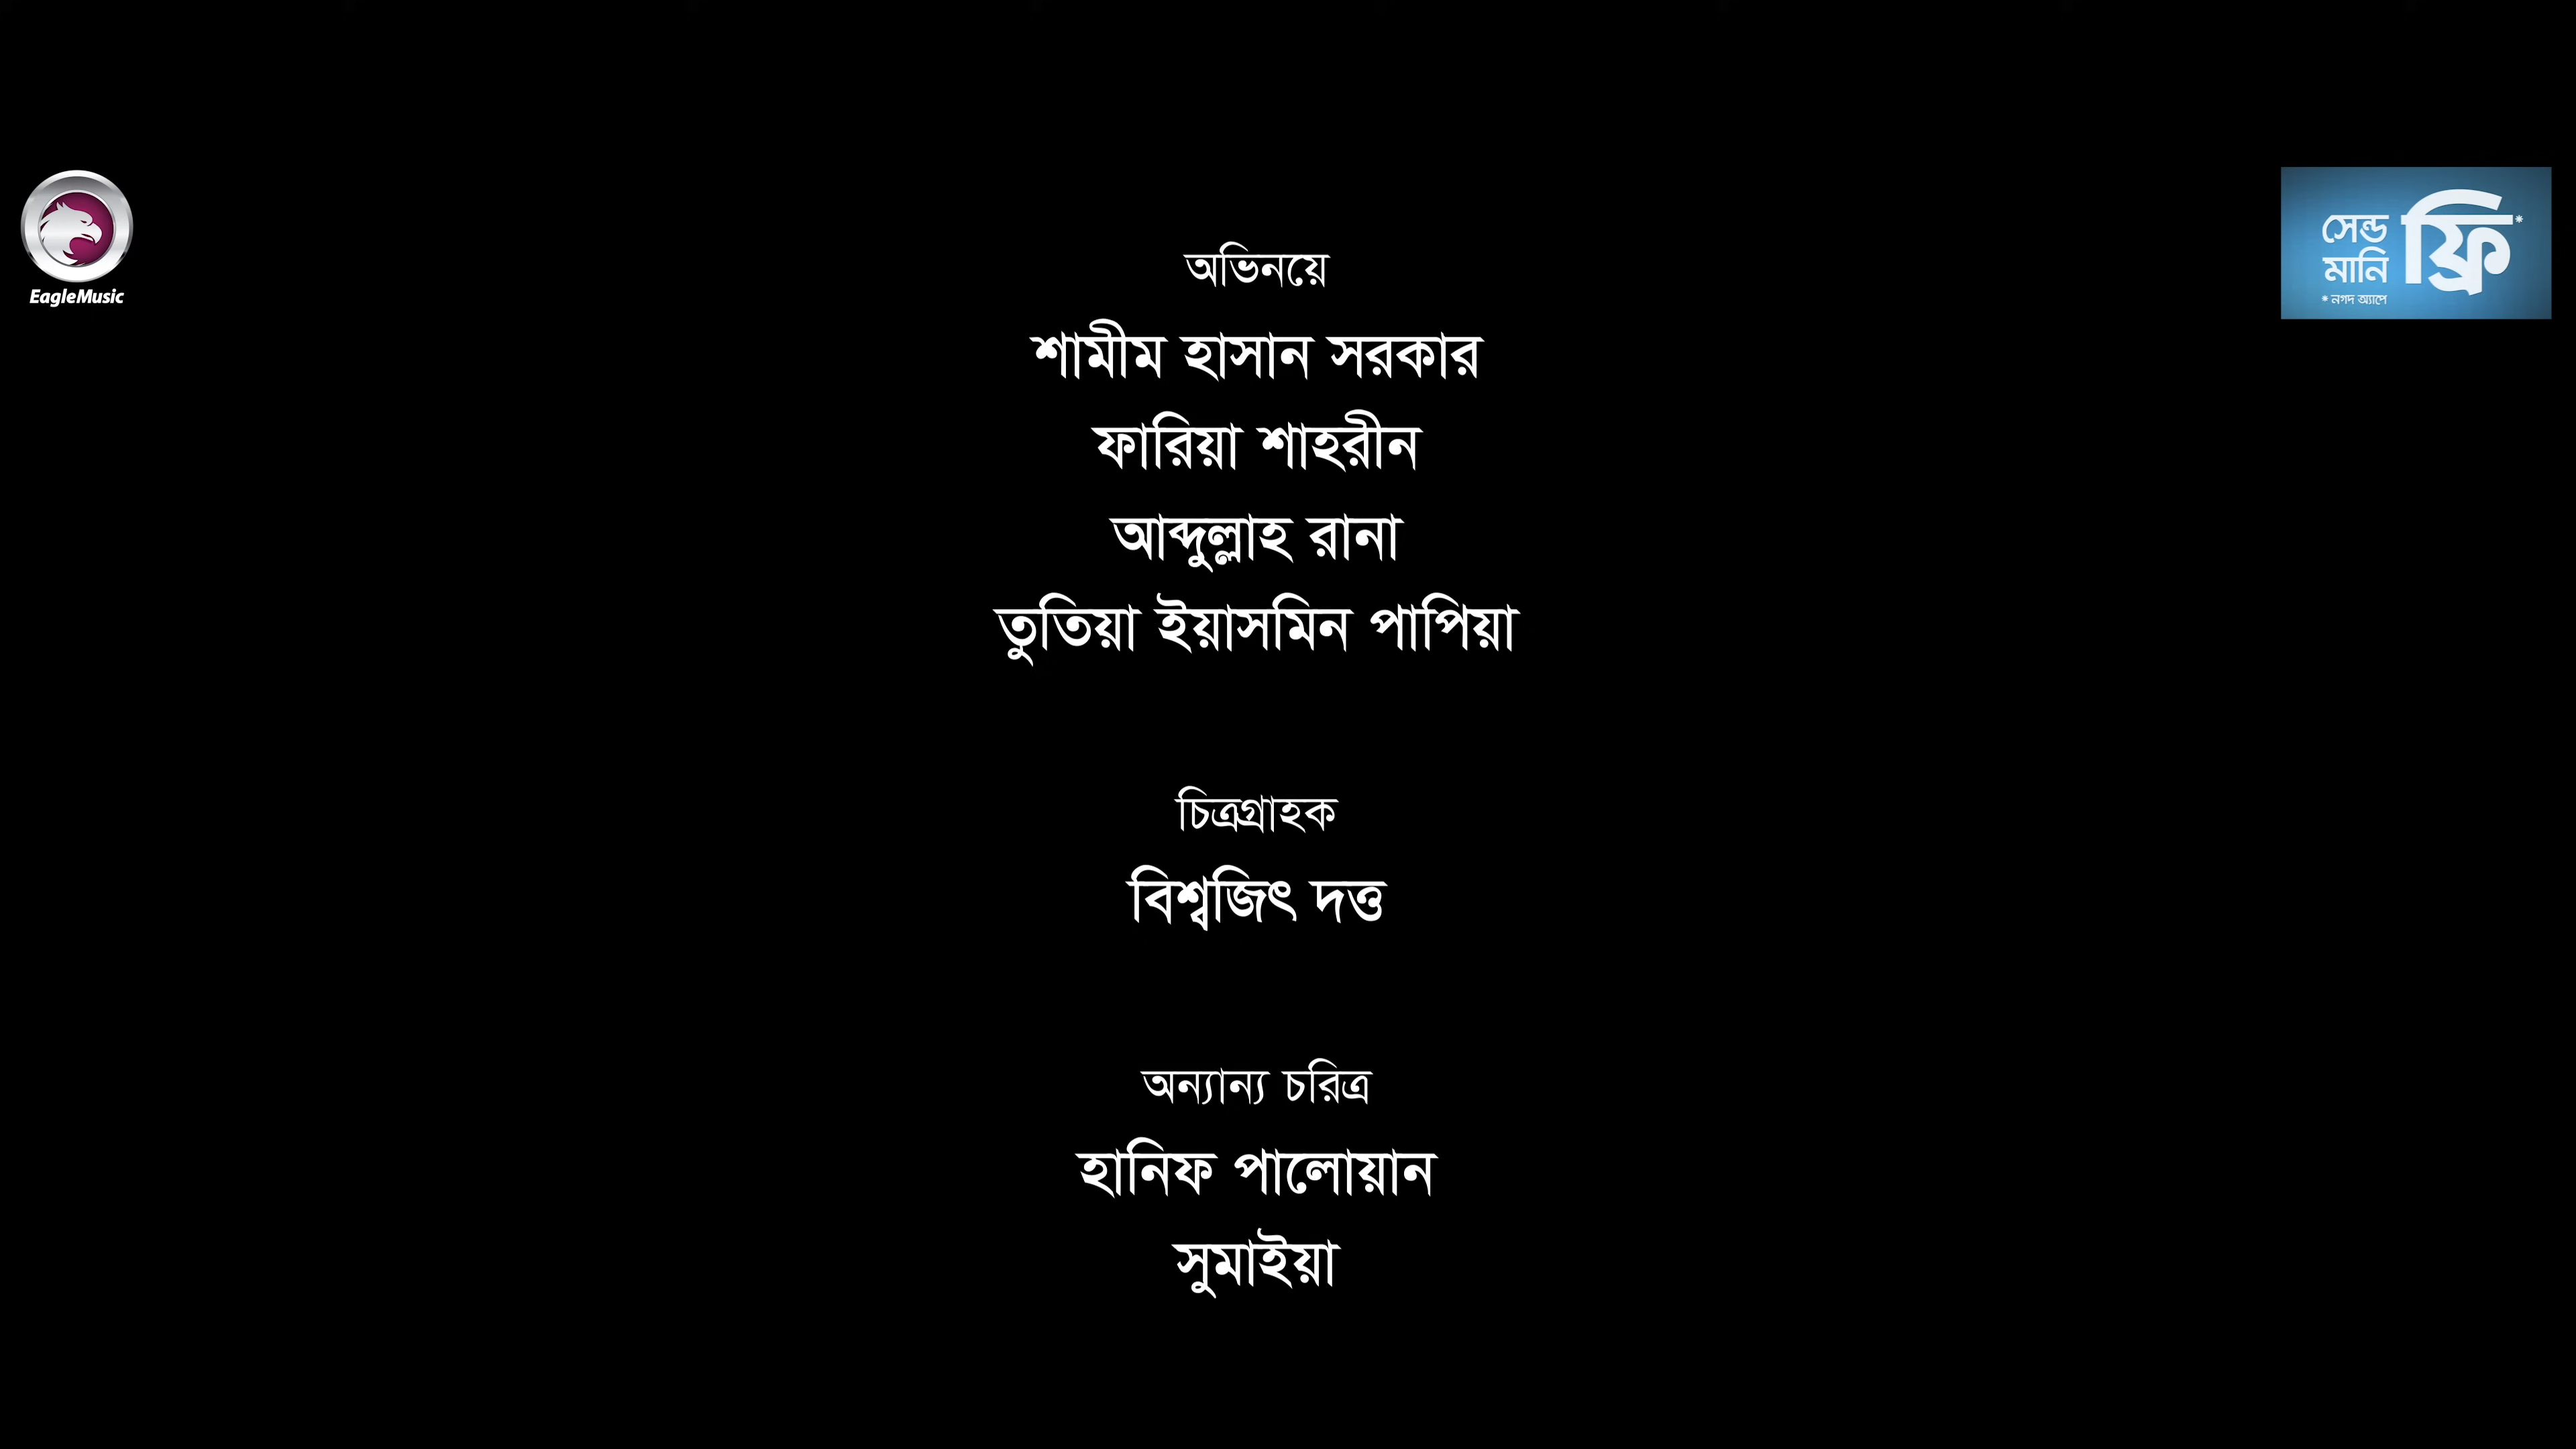 EagleMusic
সেন্ড
মানি
ফ্রি*
* নগদ অ্যাপে
অভিনয়ে
শামীম হাসান সরকার
ফারিয়া শাহরীন
আব্দুল্লাহ রানা
তুতিয়া ইয়াসমিন পাপিয়া
চিত্রগ্রাহক
বিশ্বজিৎ দত্ত
অন্যান্য চরিত্র
হানিফ পালোয়ান
সুমাইয়া